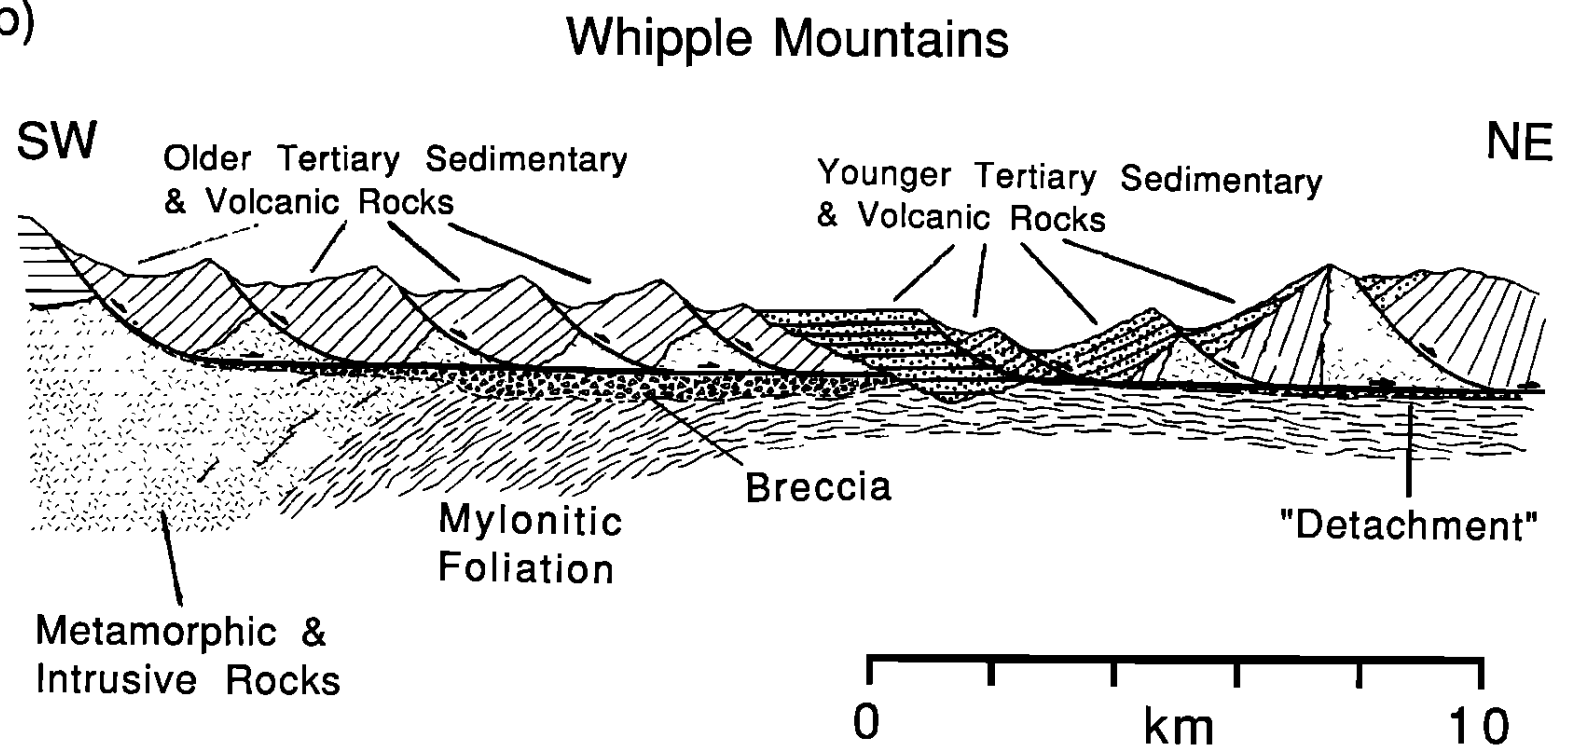 b)
Whipple Mountains
SW
NE
Older Tertiary Sedimentary
& Volcanic Rocks
Younger Tertiary Sedimentary
& Volcanic Rocks
Breccia
Mylonitic
Foliation
"Detachment"
Metamorphic &
Intrusive Rocks
0 km 10